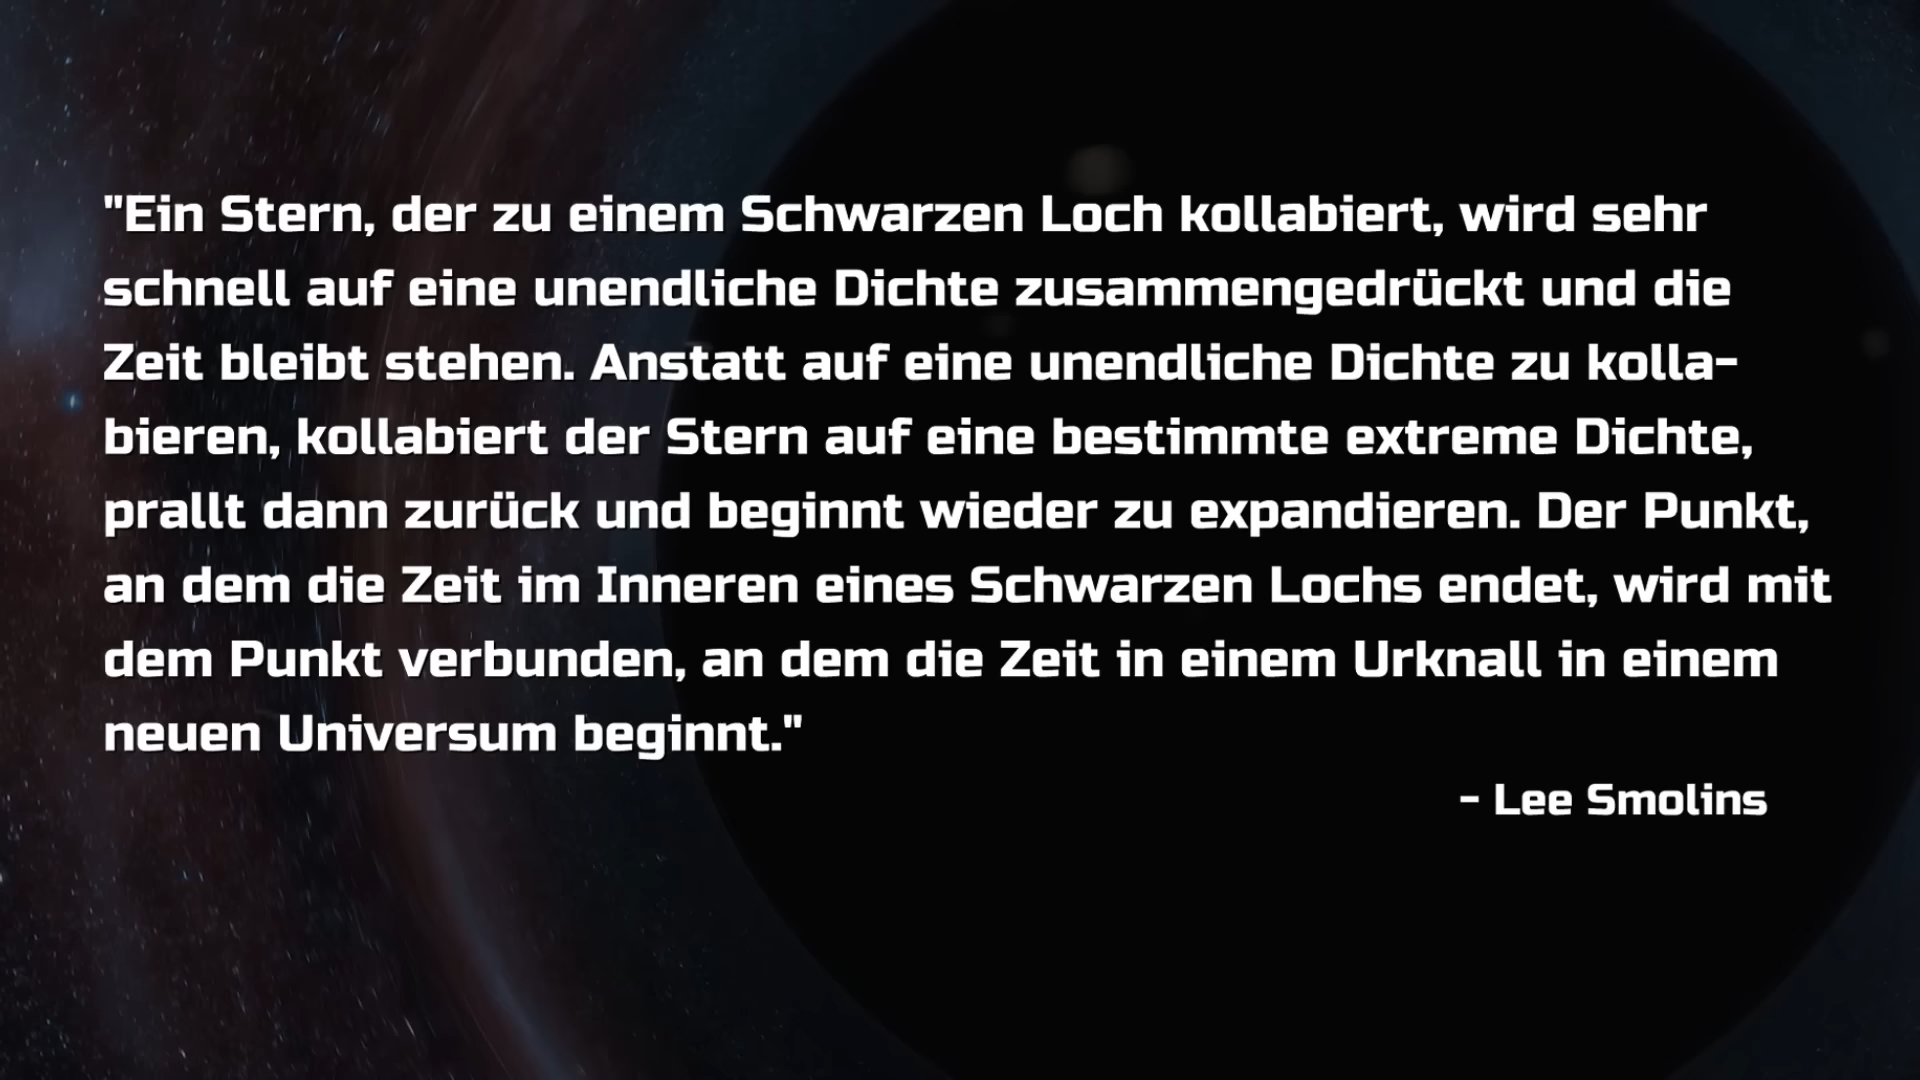 "Ein Stern, der zu einem Schwarzen Loch kollabiert, wird sehr
schnell auf eine unendliche Dichte zusammengedrückt und die
Zeit bleibt stehen. Anstatt auf eine unendliche Dichte zu kolla-
bieren, kollabiert der Stern auf eine bestimmte extreme Dichte,
prallt dann zurück und beginnt wieder zu expandieren. Der Punkt,
an dem die Zeit im Inneren eines Schwarzen Lochs endet, wird mit
dem Punkt verbunden, an dem die Zeit in einem Urknall in einem
neuen Universum beginnt."
- Lee Smolins